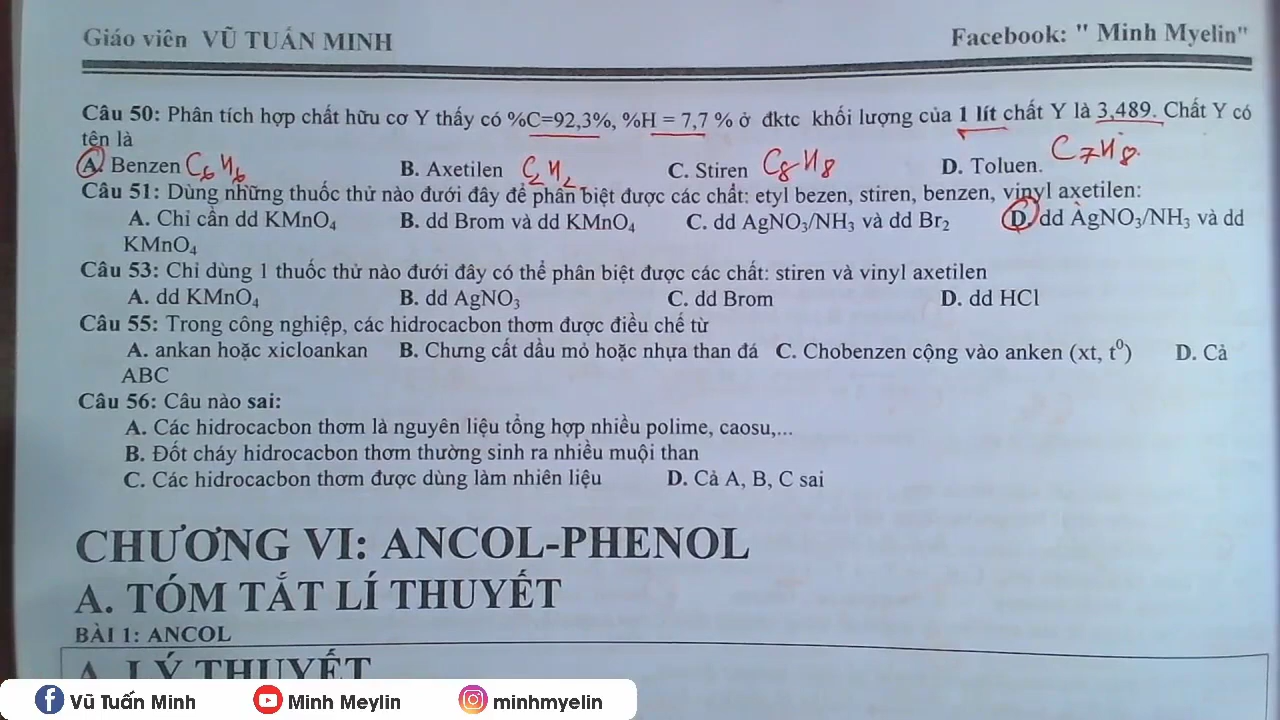 Giáo viên VŨ TUẤN MINH
Facebook: " Minh Myelin"
Câu 50: Phân tích hợp chất hữu cơ Y thấy có %C=92,3%, %H = 7,7 % ở đktc khối lượng của 1 lít chất Y là 3,489. Chất Y có
tên là
A. Benzen C6H6 B. Axetilen C2H2 C. Stiren C8H8 D. Toluen. C7H8
Câu 51: Dùng những thuốc thử nào dưới đây để phân biệt được các chất: etyl bezen, stiren, benzen, vinyl axetilen:
A. Chỉ cần dd KMnO4 B. dd Brom và dd KMnO4 C. dd AgNO3/NH3 và dd Br2 D. dd AgNO3/NH3 và dd
KMnO4
Câu 53: Chỉ dùng 1 thuốc thử nào dưới đây có thể phân biệt được các chất: stiren và vinyl axetilen
A. dd KMnO4 B. dd AgNO3 C. dd Brom D. dd HCl
Câu 55: Trong công nghiệp, các hidrocacbon thơm được điều chế từ
A. ankan hoặc xicloankan B. Chưng cất dầu mỏ hoặc nhựa than đá C. Chobenzen cộng vào anken (xt, t0) D. Cả
ABC
Câu 56: Câu nào sai:
A. Các hidrocacbon thơm là nguyên liệu tổng hợp nhiều polime, caosu,...
B. Đốt cháy hidrocacbon thơm thường sinh ra nhiều muội than
C. Các hidrocacbon thơm được dùng làm nhiên liệu D. Cả A, B, C sai
CHƯƠNG VI: ANCOL-PHENOL
A. TÓM TẮT LÍ THUYẾT
BÀI 1: ANCOL
A. LÝ THUYẾT
Vũ Tuấn Minh Minh Meylin minhmyelin